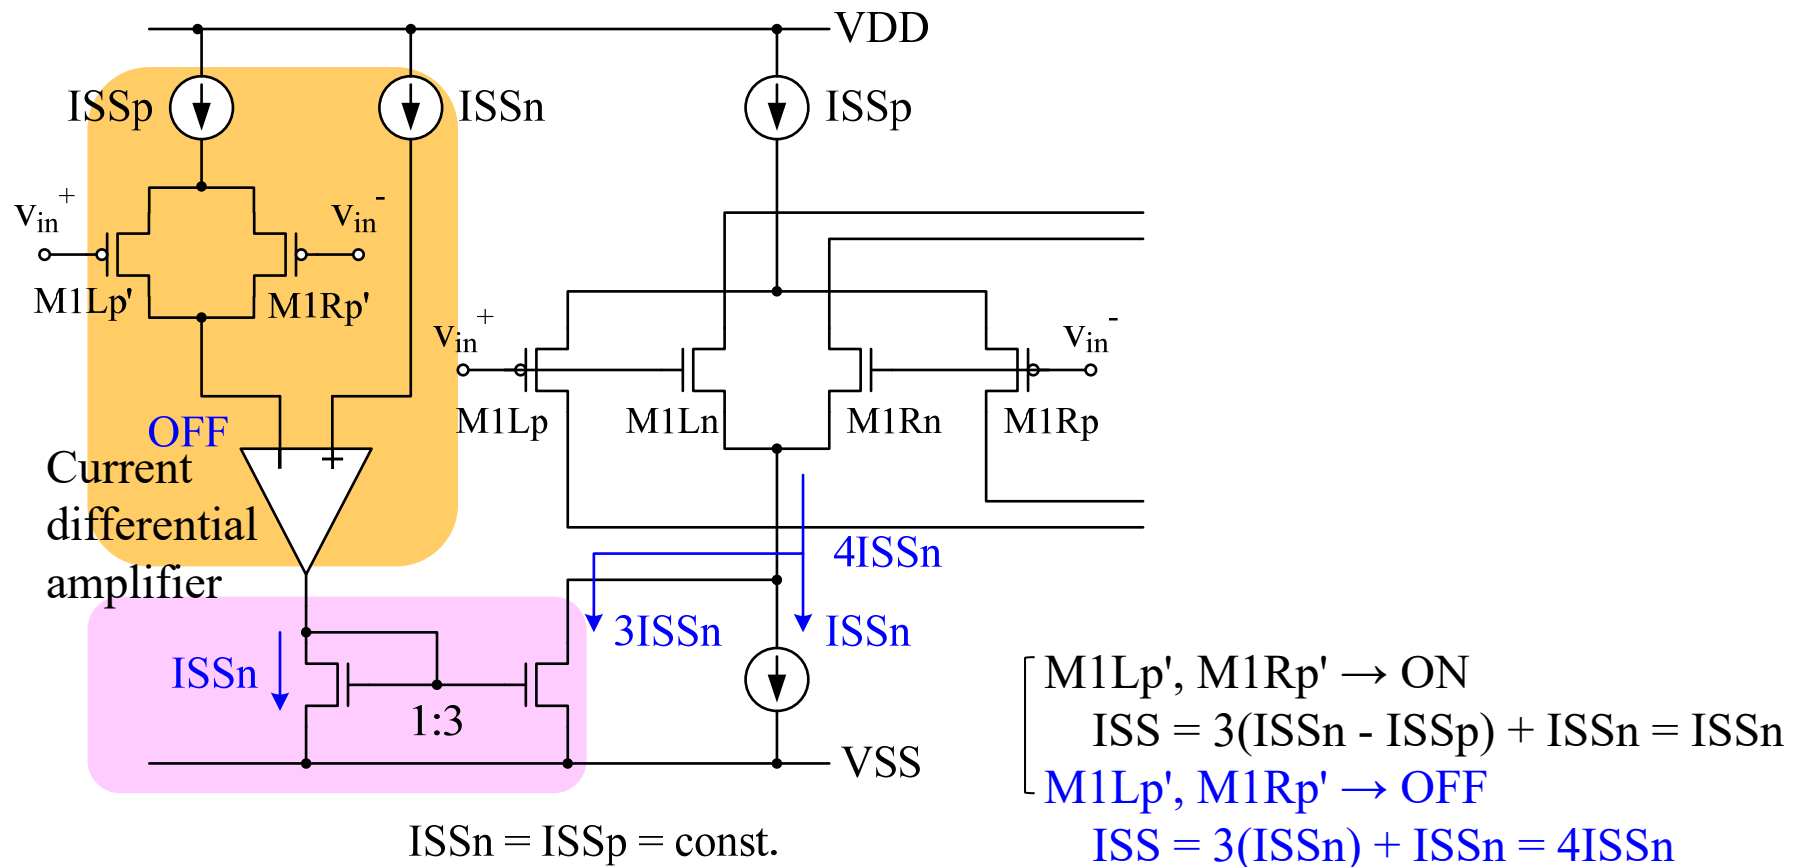 VDD
ISSp
ISSn
ISSp
vin+
vin-
M1Lp'
M1Rp'
vin+
vin-
OFF
M1Lp
M1Ln
M1Rn
M1Rp
- +
Current
differential
amplifier
4ISSn
3ISSn
ISSn
ISSn
1:3
VSS
M1Lp', M1Rp' → ON
ISS = 3(ISSn - ISSp) + ISSn = ISSn
M1Lp', M1Rp' → OFF
ISS = 3(ISSn) + ISSn = 4ISSn
ISSn = ISSp = const.